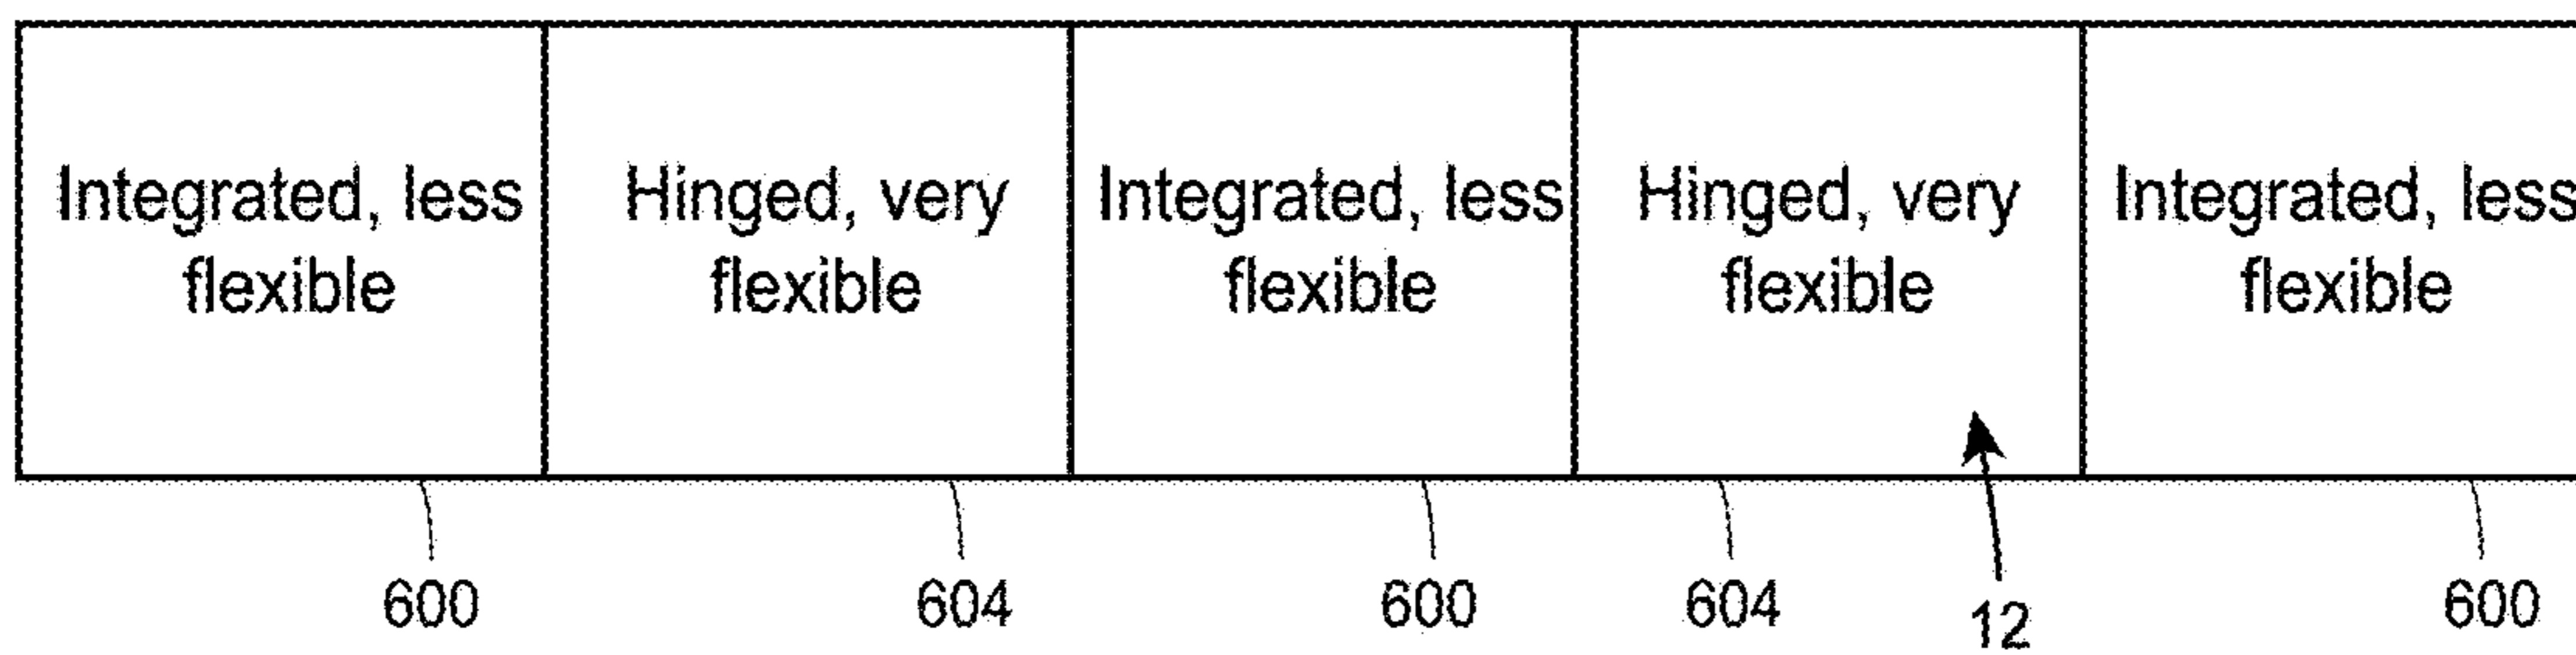 Integrated, less
flexible
Hinged, very
flexible
Integrated, less
flexible
Hinged, very
flexible
Integrated, less
flexible
600
604
600
604
12
600